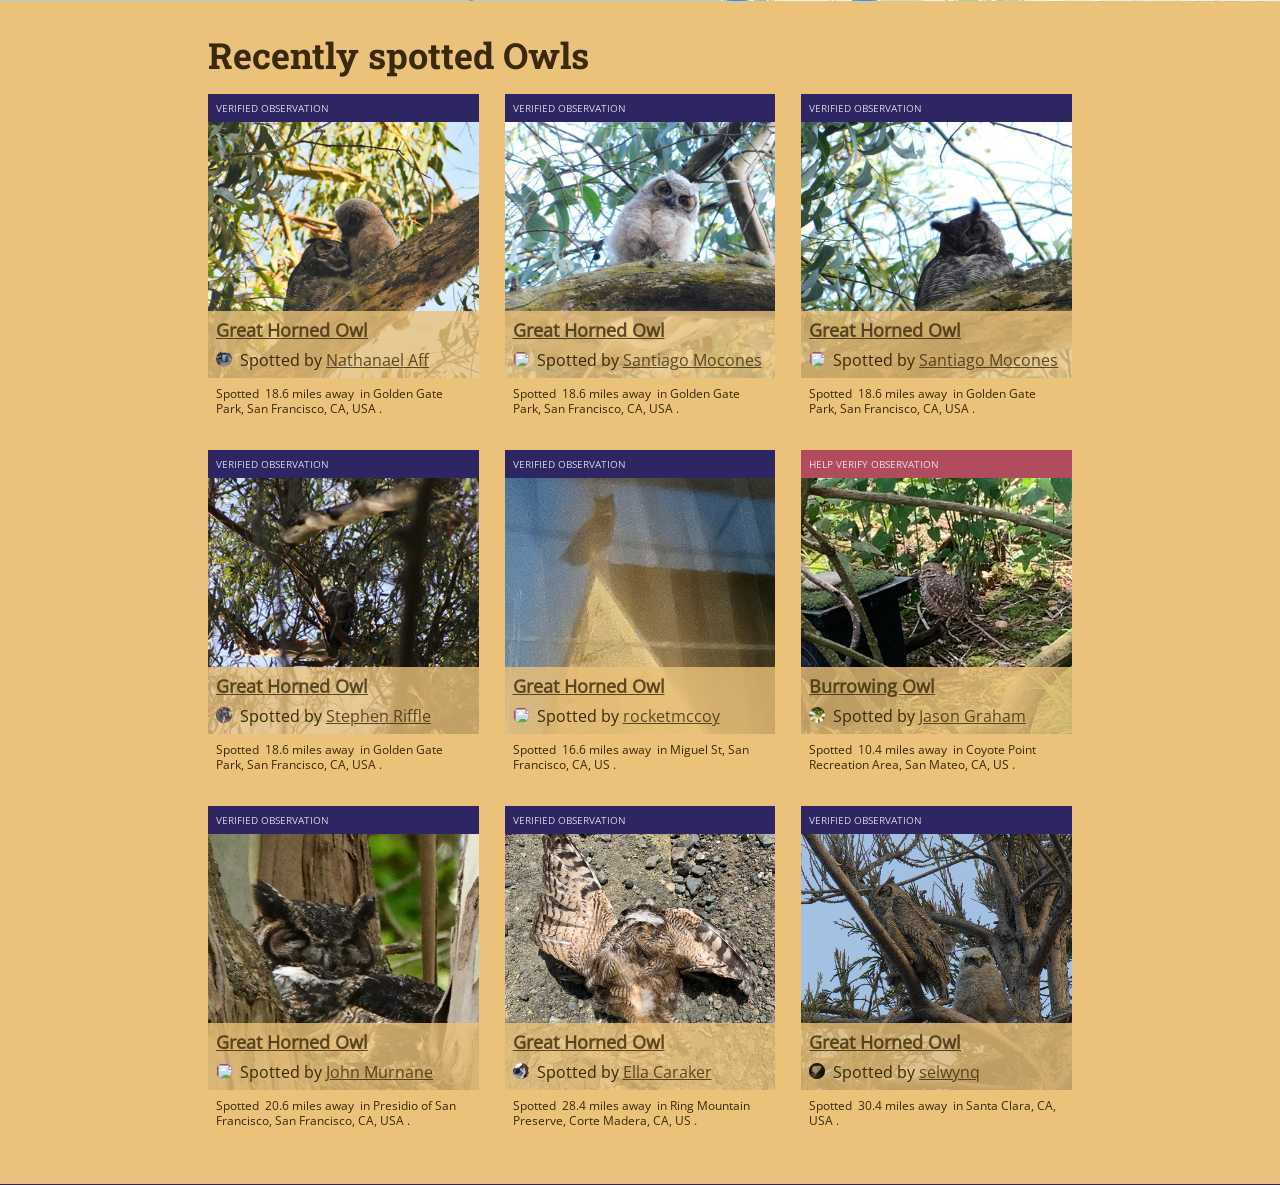 Recently spotted Owls
VERIFIED OBSERVATION
Great Horned Owl
Spotted by Nathanael Aff
Spotted 18.6 miles away in Golden Gate
Park, San Francisco, CA, USA .
VERIFIED OBSERVATION
Great Horned Owl
Spotted by Santiago Mocones
Spotted 18.6 miles away in Golden Gate
Park, San Francisco, CA, USA .
VERIFIED OBSERVATION
Great Horned Owl
Spotted by Santiago Mocones
Spotted 18.6 miles away in Golden Gate
Park, San Francisco, CA, USA .
VERIFIED OBSERVATION
Great Horned Owl
Spotted by Stephen Riffle
Spotted 18.6 miles away in Golden Gate
Park, San Francisco, CA, USA .
VERIFIED OBSERVATION
Great Horned Owl
Spotted by rocketmccoy
Spotted 16.6 miles away in Miguel St, San
Francisco, CA, US .
HELP VERIFY OBSERVATION
Burrowing Owl
Spotted by Jason Graham
Spotted 10.4 miles away in Coyote Point
Recreation Area, San Mateo, CA, US .
VERIFIED OBSERVATION
Great Horned Owl
Spotted by John Murnane
Spotted 20.6 miles away in Presidio of San
Francisco, San Francisco, CA, USA .
VERIFIED OBSERVATION
Great Horned Owl
Spotted by Ella Caraker
Spotted 28.4 miles away in Ring Mountain
Preserve, Corte Madera, CA, US .
VERIFIED OBSERVATION
Great Horned Owl
Spotted by selwynq
Spotted 30.4 miles away in Santa Clara, CA,
USA .